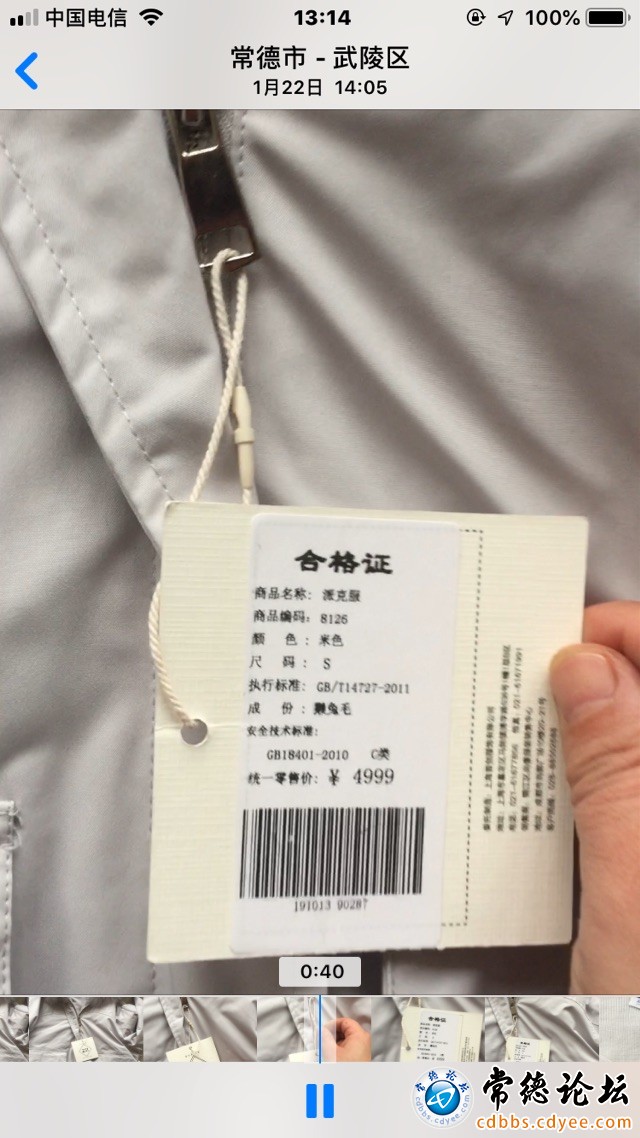 中国电信
13:14
100%
常德市 - 武陵区
1月22日 14:05
合格证
商品名称: 派克服
商品编码: 8126
颜 色: 米色
尺 码: S
执行标准: GB/T14727-2011
成 份: 獭兔毛
安全技术标准:
GB18401-2010 C类
统一零售价: ¥ 4999
191013 90287
0:40
常德论坛
cdbbs.cdyee.com